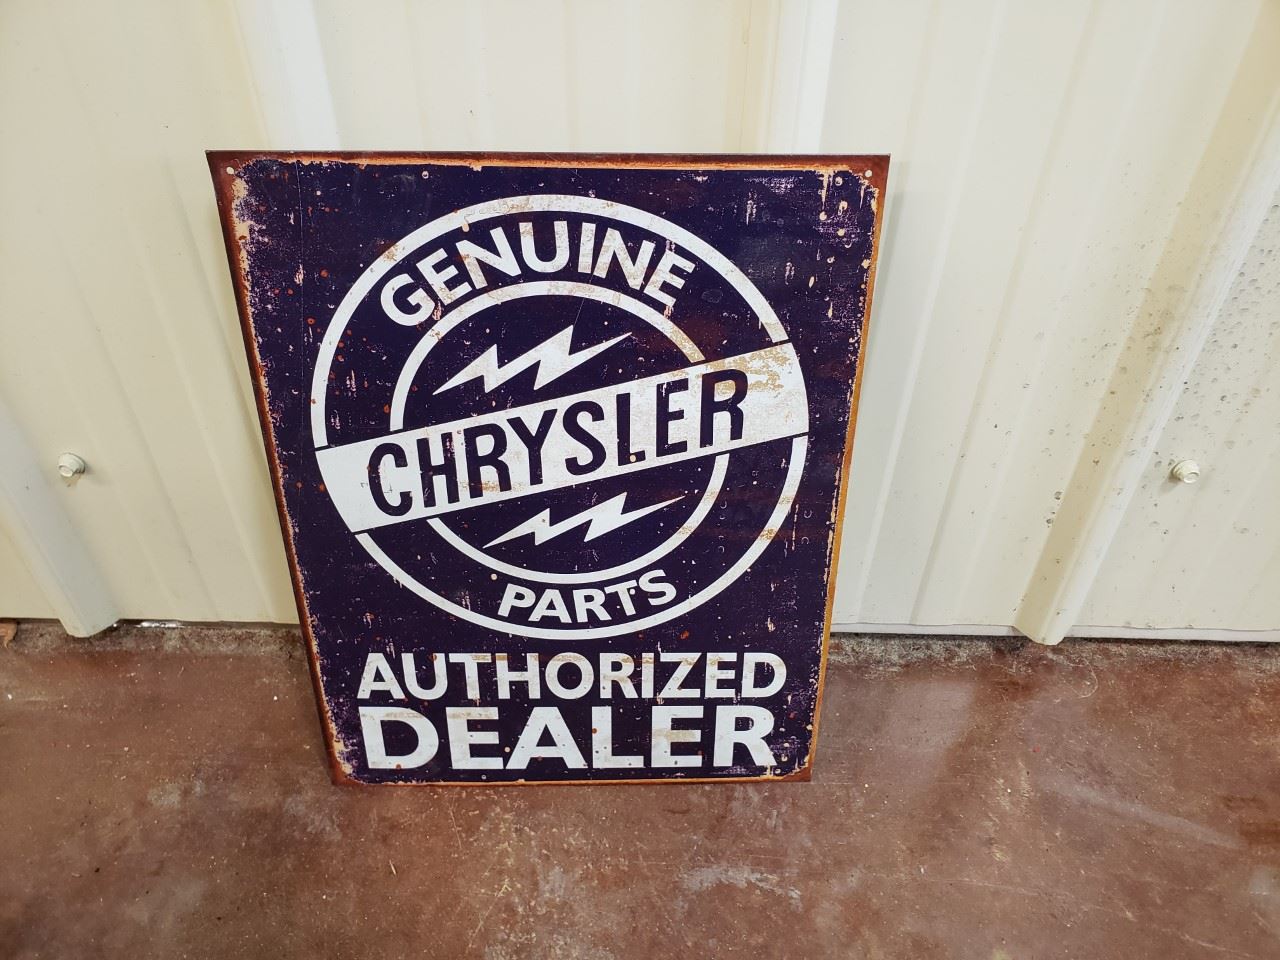 GENUINE
CHRYSLER
PARTS
AUTHORIZED
DEALER